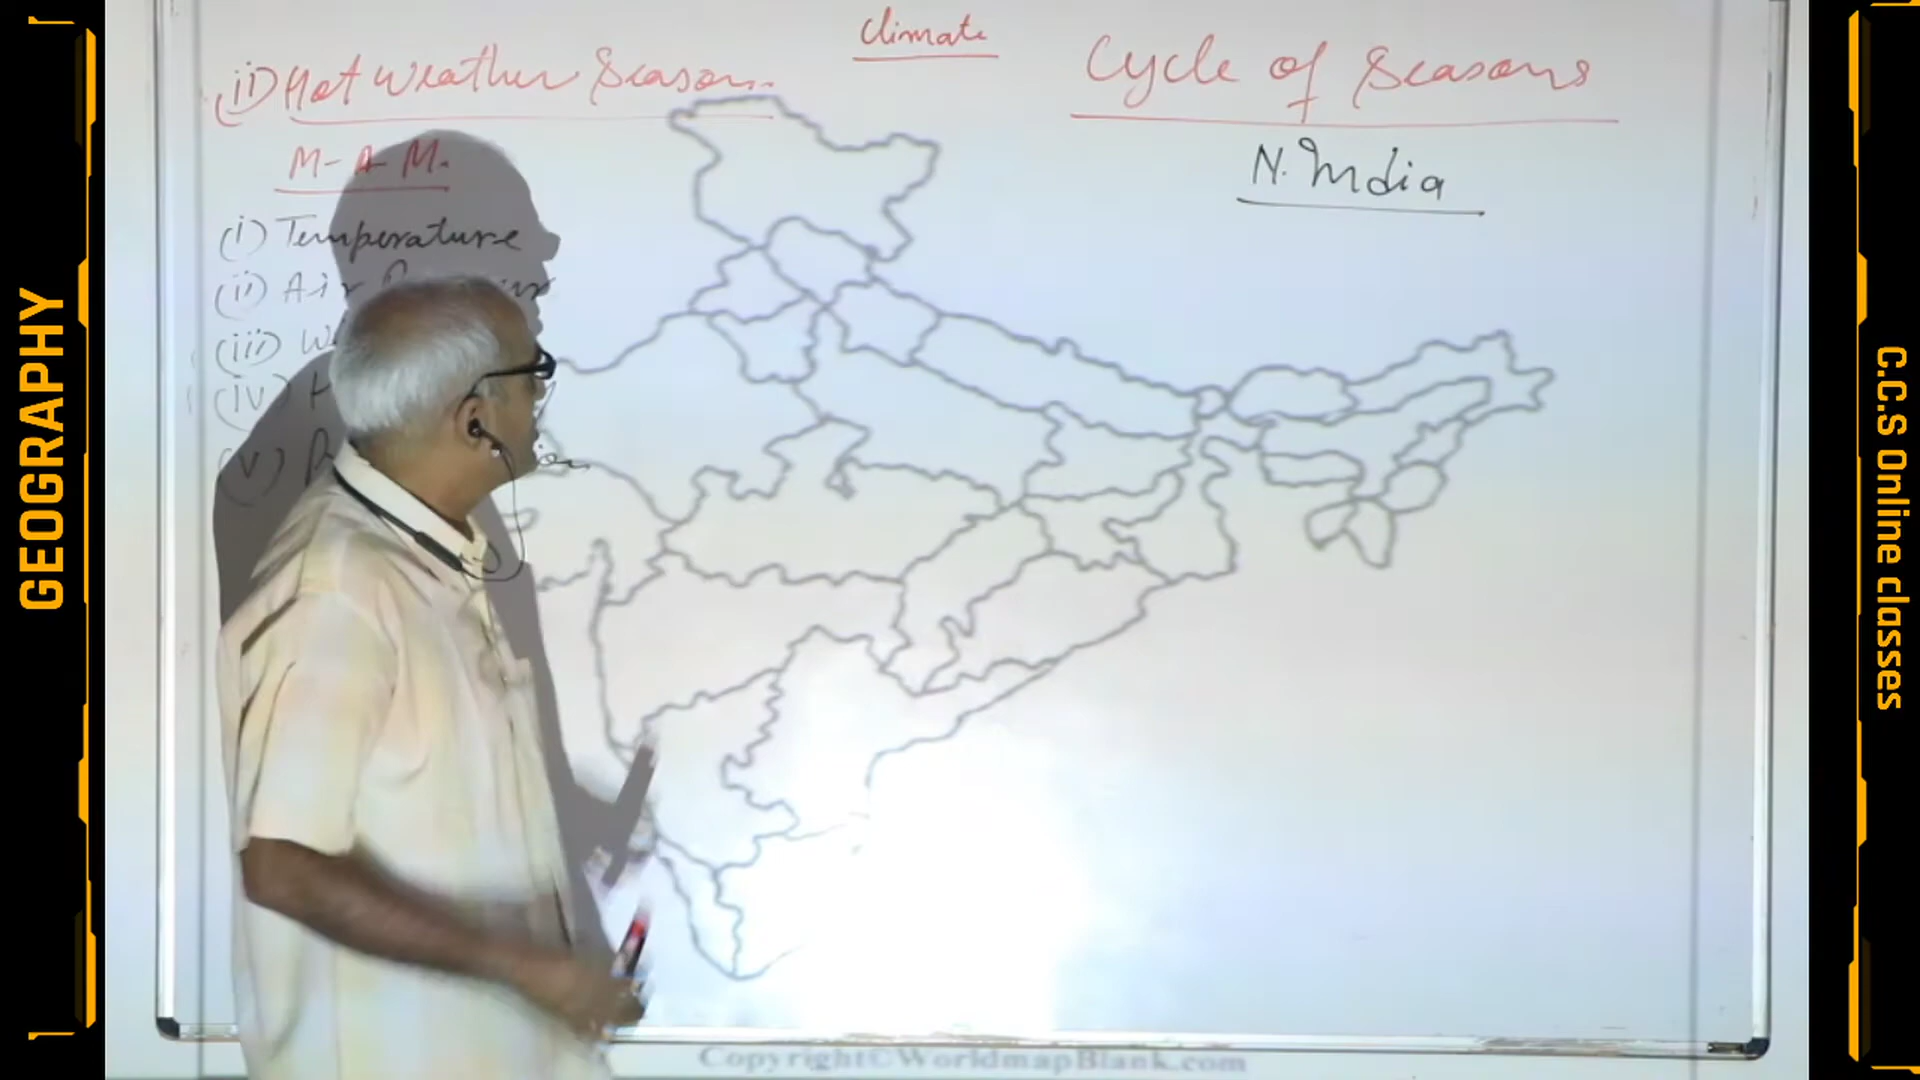 Climate
Cycle of Seasons
(ii) Hot Weather Season
M-A-M.
N. India
(i) Temperature
(ii) Air
(iii)
(iv)
(v)
GEOGRAPHY
C.C.S Online classes
Copyright©WorldmapBlank.com